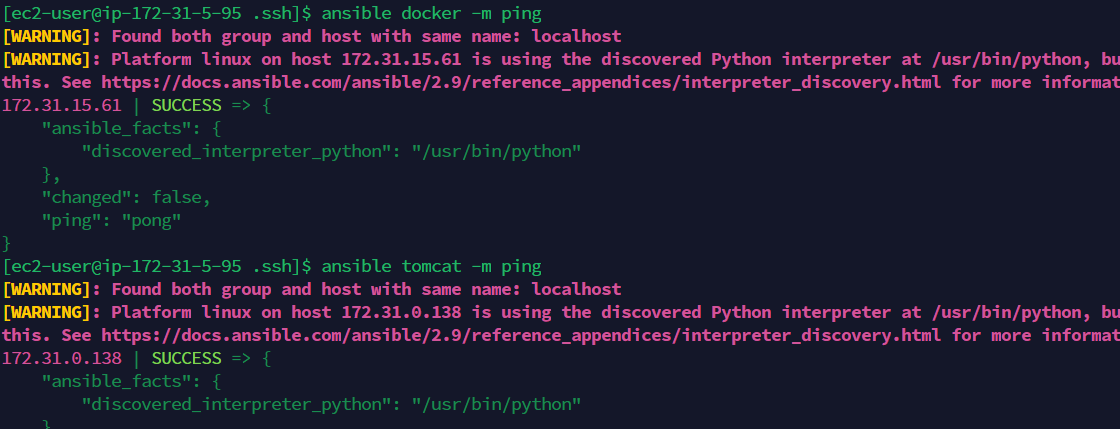 [ec2-user@ip-172-31-5-95 .ssh]$ ansible docker -m ping
[WARNING]: Found both group and host with same name: localhost
[WARNING]: Platform linux on host 172.31.15.61 is using the discovered Python interpreter at /usr/bin/python, bu
this. See https://docs.ansible.com/ansible/2.9/reference_appendices/interpreter_discovery.html for more informat
172.31.15.61 | SUCCESS => {
    "ansible_facts": {
        "discovered_interpreter_python": "/usr/bin/python"
    },
    "changed": false,
    "ping": "pong"
}
[ec2-user@ip-172-31-5-95 .ssh]$ ansible tomcat -m ping
[WARNING]: Found both group and host with same name: localhost
[WARNING]: Platform linux on host 172.31.0.138 is using the discovered Python interpreter at /usr/bin/python, bu
this. See https://docs.ansible.com/ansible/2.9/reference_appendices/interpreter_discovery.html for more informat
172.31.0.138 | SUCCESS => {
    "ansible_facts": {
        "discovered_interpreter_python": "/usr/bin/python"
    }